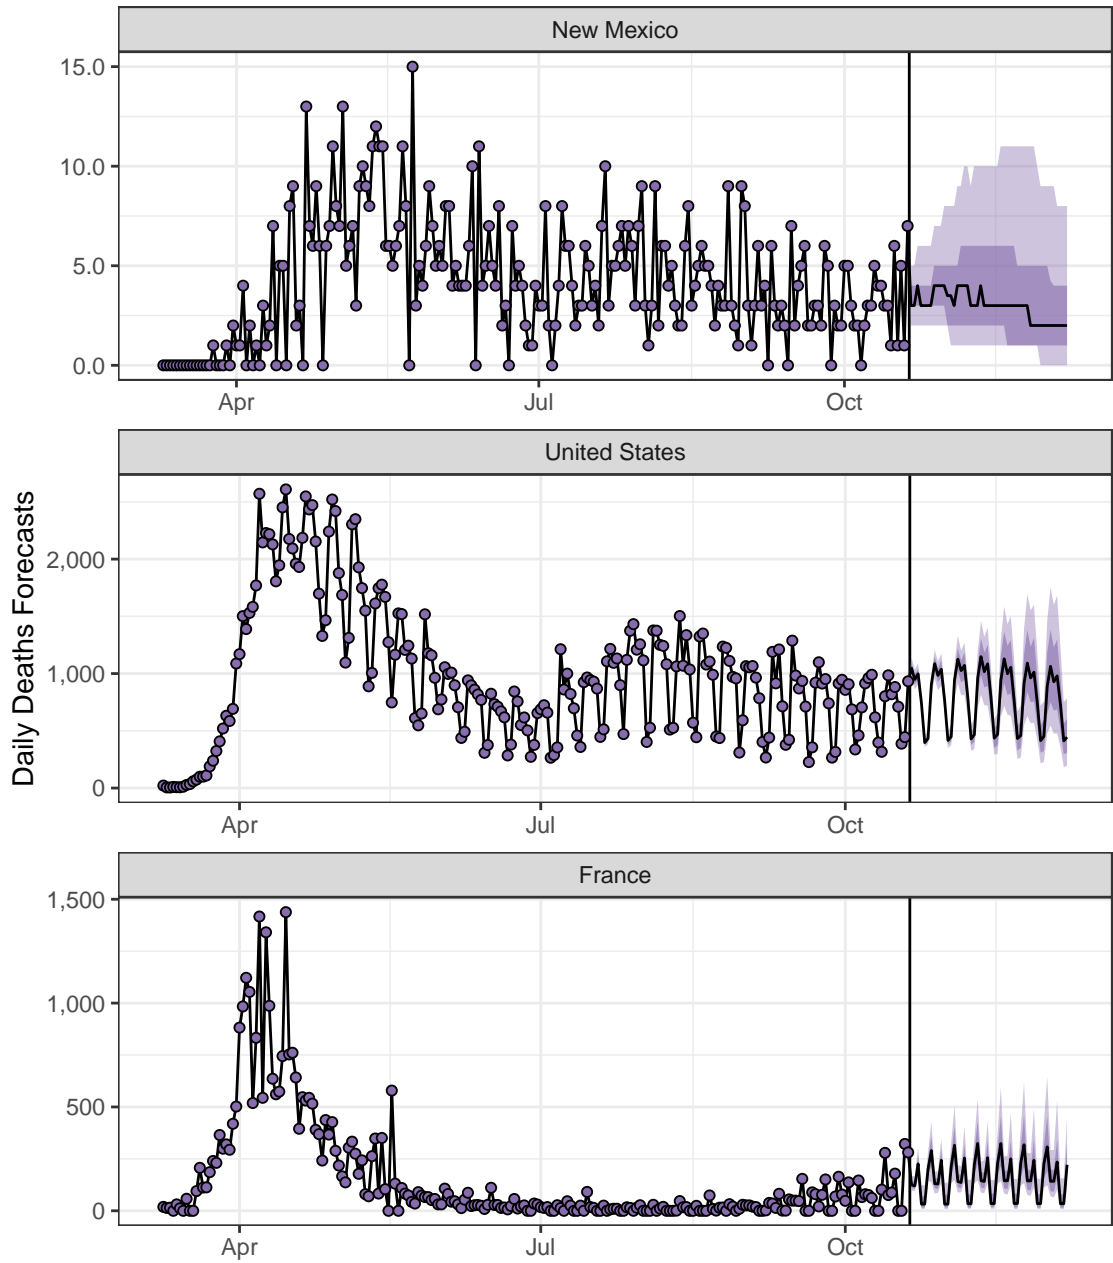 New Mexico
15.0
10.0
5.0
0.0
Apr Jul Oct
Daily Deaths Forecasts
United States
2,000
1,000
0
Apr Jul Oct
France
1,500
1,000
500
0
Apr Jul Oct